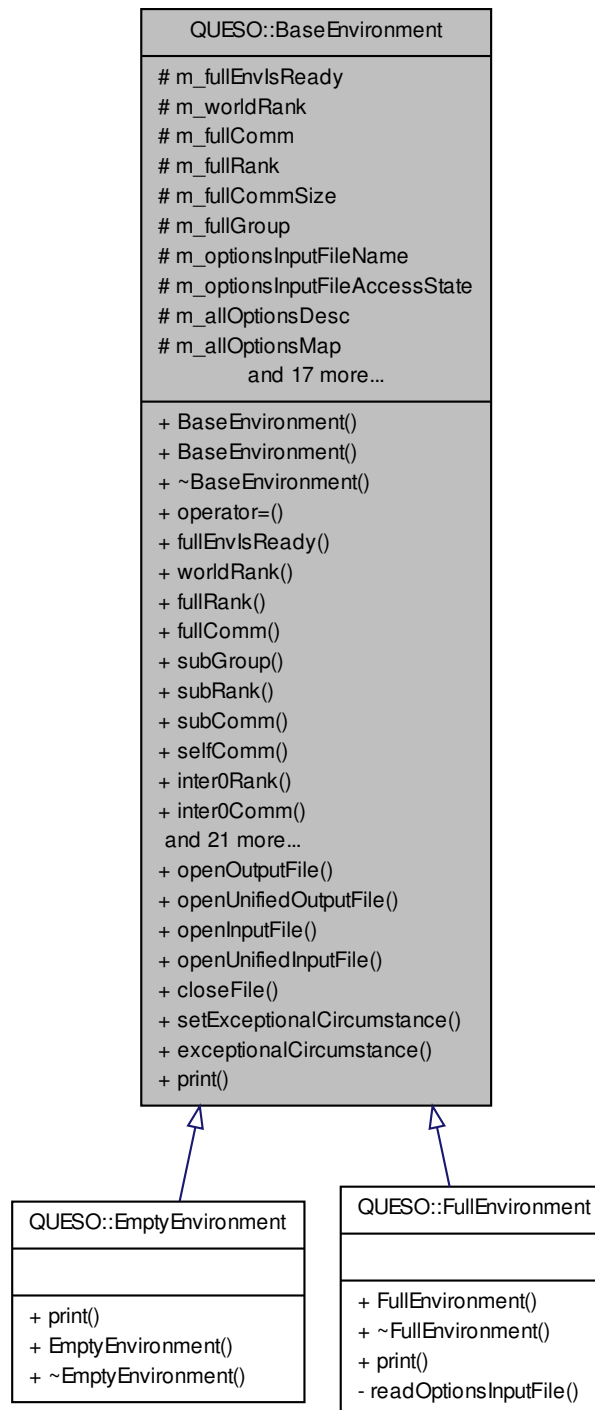 QUESO::BaseEnvironment
# m_fullEnvIsReady
# m_worldRank
# m_fullComm
# m_fullRank
# m_fullCommSize
# m_fullGroup
# m_optionsInputFileName
# m_optionsInputFileAccessState
# m_allOptionsDesc
# m_allOptionsMap
and 17 more...
+ BaseEnvironment()
+ BaseEnvironment()
+ ~BaseEnvironment()
+ operator=()
+ fullEnvIsReady()
+ worldRank()
+ fullRank()
+ fullComm()
+ subGroup()
+ subRank()
+ subComm()
+ selfComm()
+ inter0Rank()
+ inter0Comm()
and 21 more...
+ openOutputFile()
+ openUnifiedOutputFile()
+ openInputFile()
+ openUnifiedInputFile()
+ closeFile()
+ setExceptionalCircumstance()
+ exceptionalCircumstance()
+ print()
QUESO::EmptyEnvironment
+ print()
+ EmptyEnvironment()
+ ~EmptyEnvironment()
QUESO::FullEnvironment
+ FullEnvironment()
+ ~FullEnvironment()
+ print()
- readOptionsInputFile()